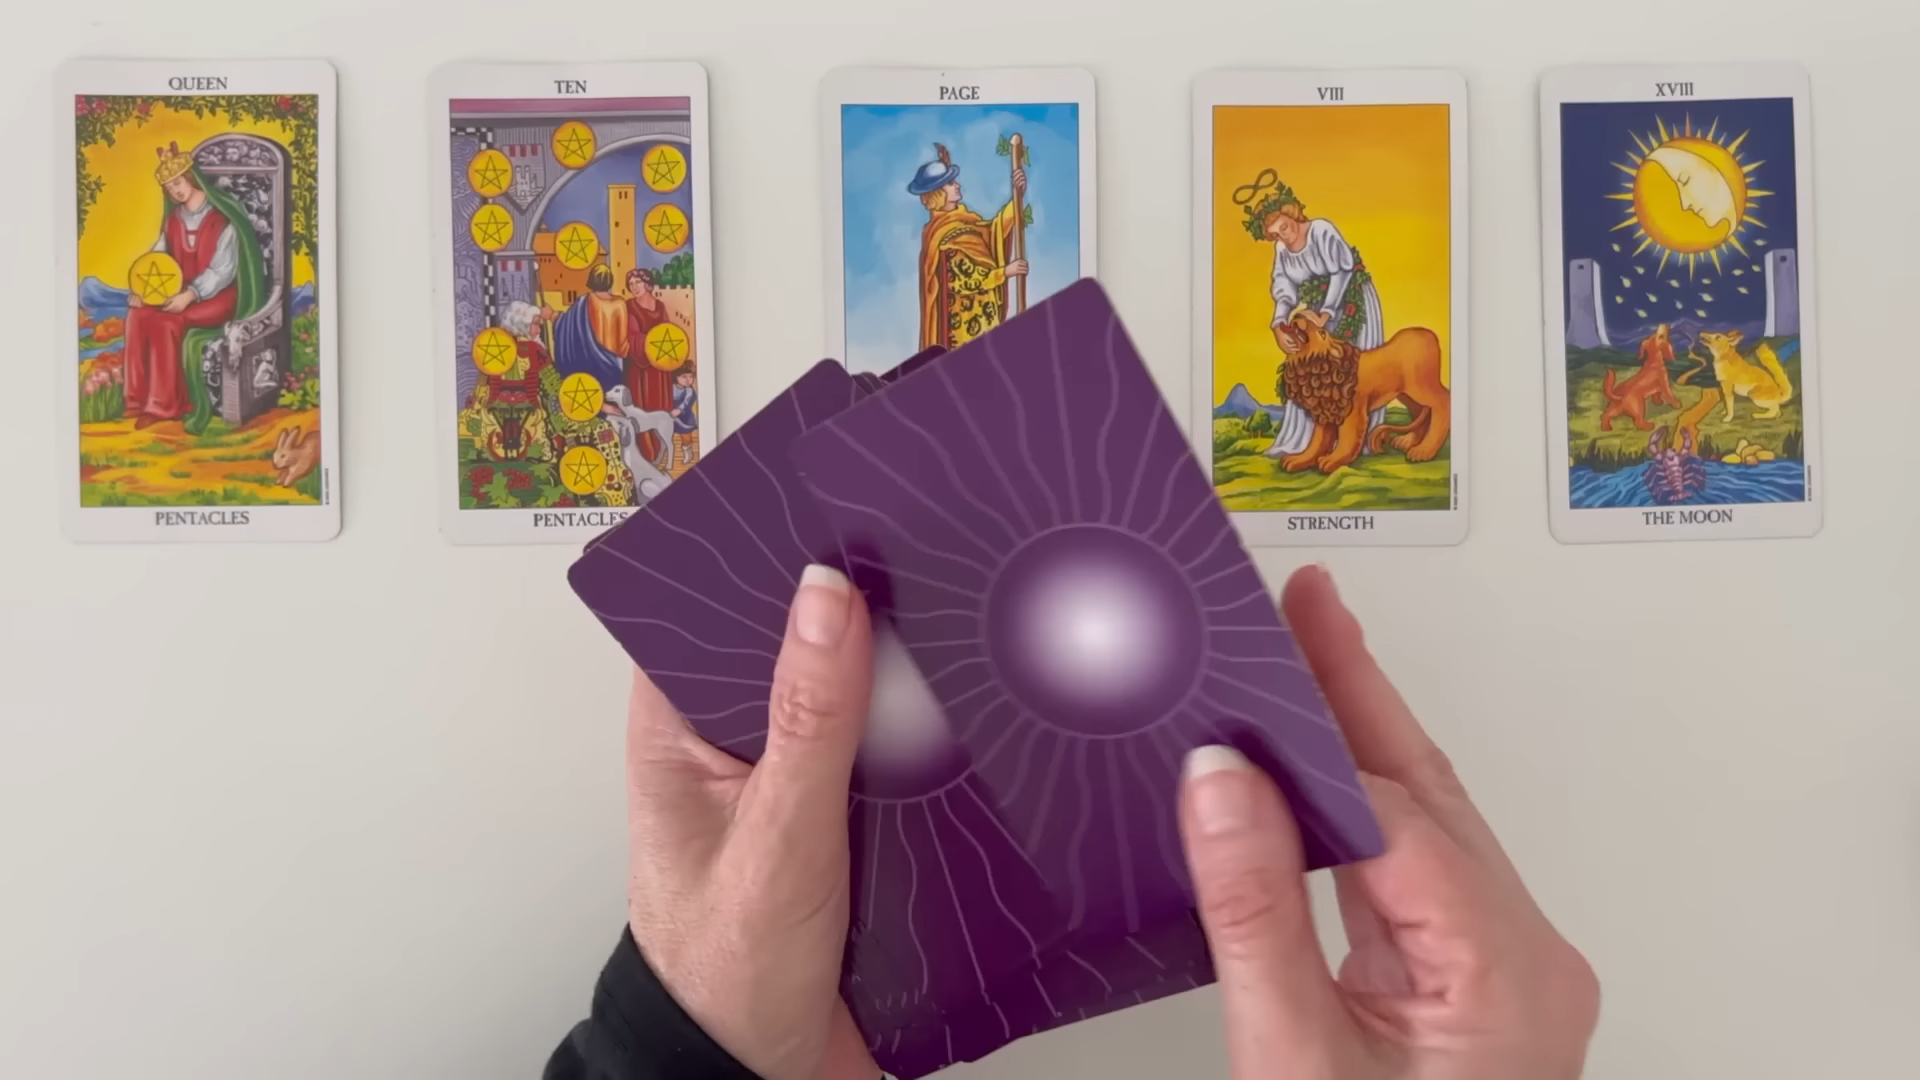 QUEEN
PENTACLES
TEN
PENTACLES
PAGE
VIII
STRENGTH
XVIII
THE MOON